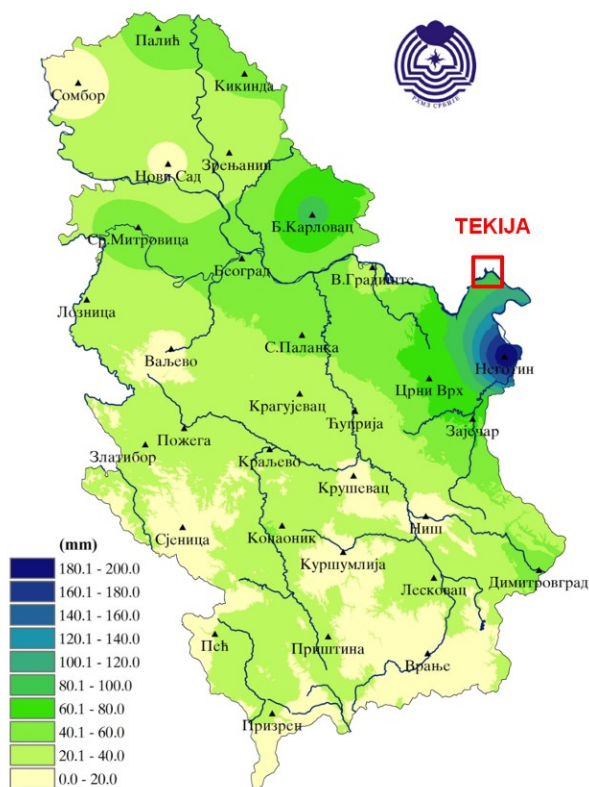 Палић
Кикинда
Сомбор
Зрењанин
Нови Сад
РХМЗ СРБИЈЕ
Б.Карловац
Ср.Митровица
TEKIJA
Београд
В.Градиште
Лозница
С.Паланка
Ваљево
Неготин
Црни Врх
Крагујевац
Ћуприја
Зајечар
Пожега
Златибор
Краљево
Крушевац
Ниш
Сјеница
Копаоник
Куршумлија
Димитровград
Лесковац
Пећ
Приштина
Врање
Призрен
(mm)
180.1 - 200.0
160.1 - 180.0
140.1 - 160.0
120.1 - 140.0
100.1 - 120.0
80.1 - 100.0
60.1 - 80.0
40.1 - 60.0
20.1 - 40.0
0.0 - 20.0